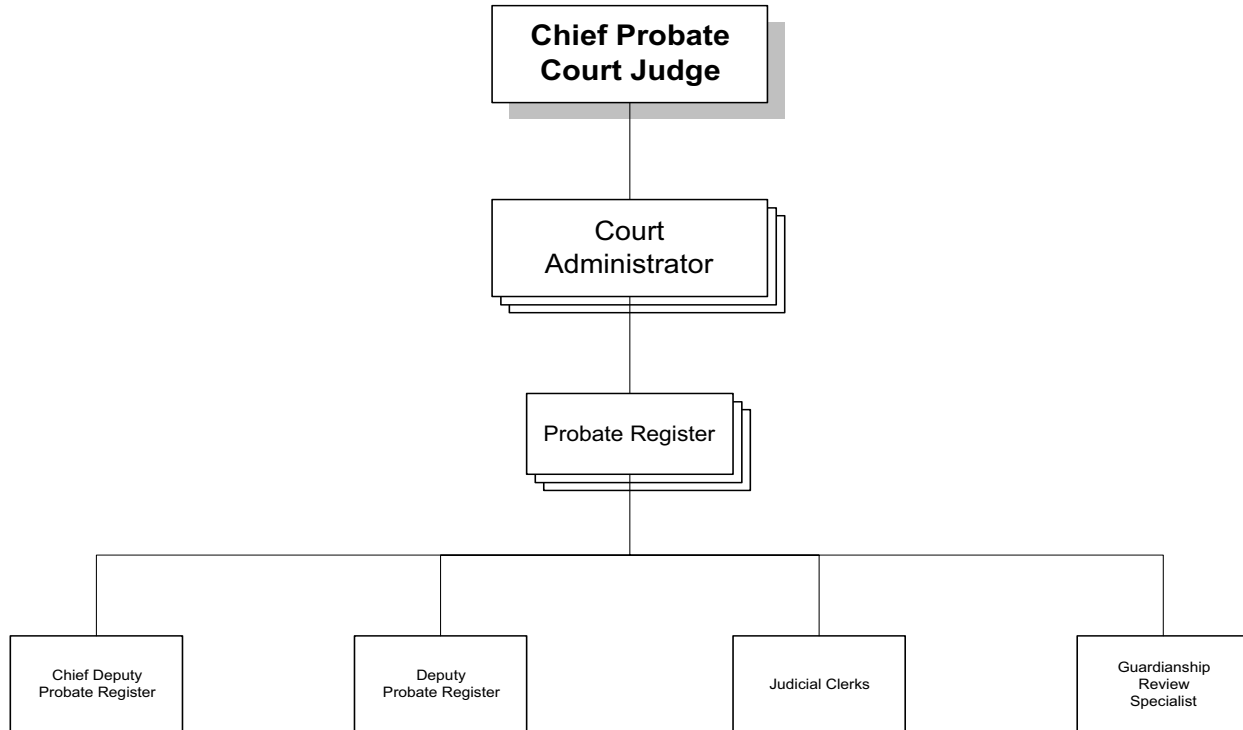 Chief Probate
Court Judge
Court
Administrator
Probate Register
Chief Deputy
Probate Register
Deputy
Probate Register
Judicial Clerks
Guardianship
Review
Specialist